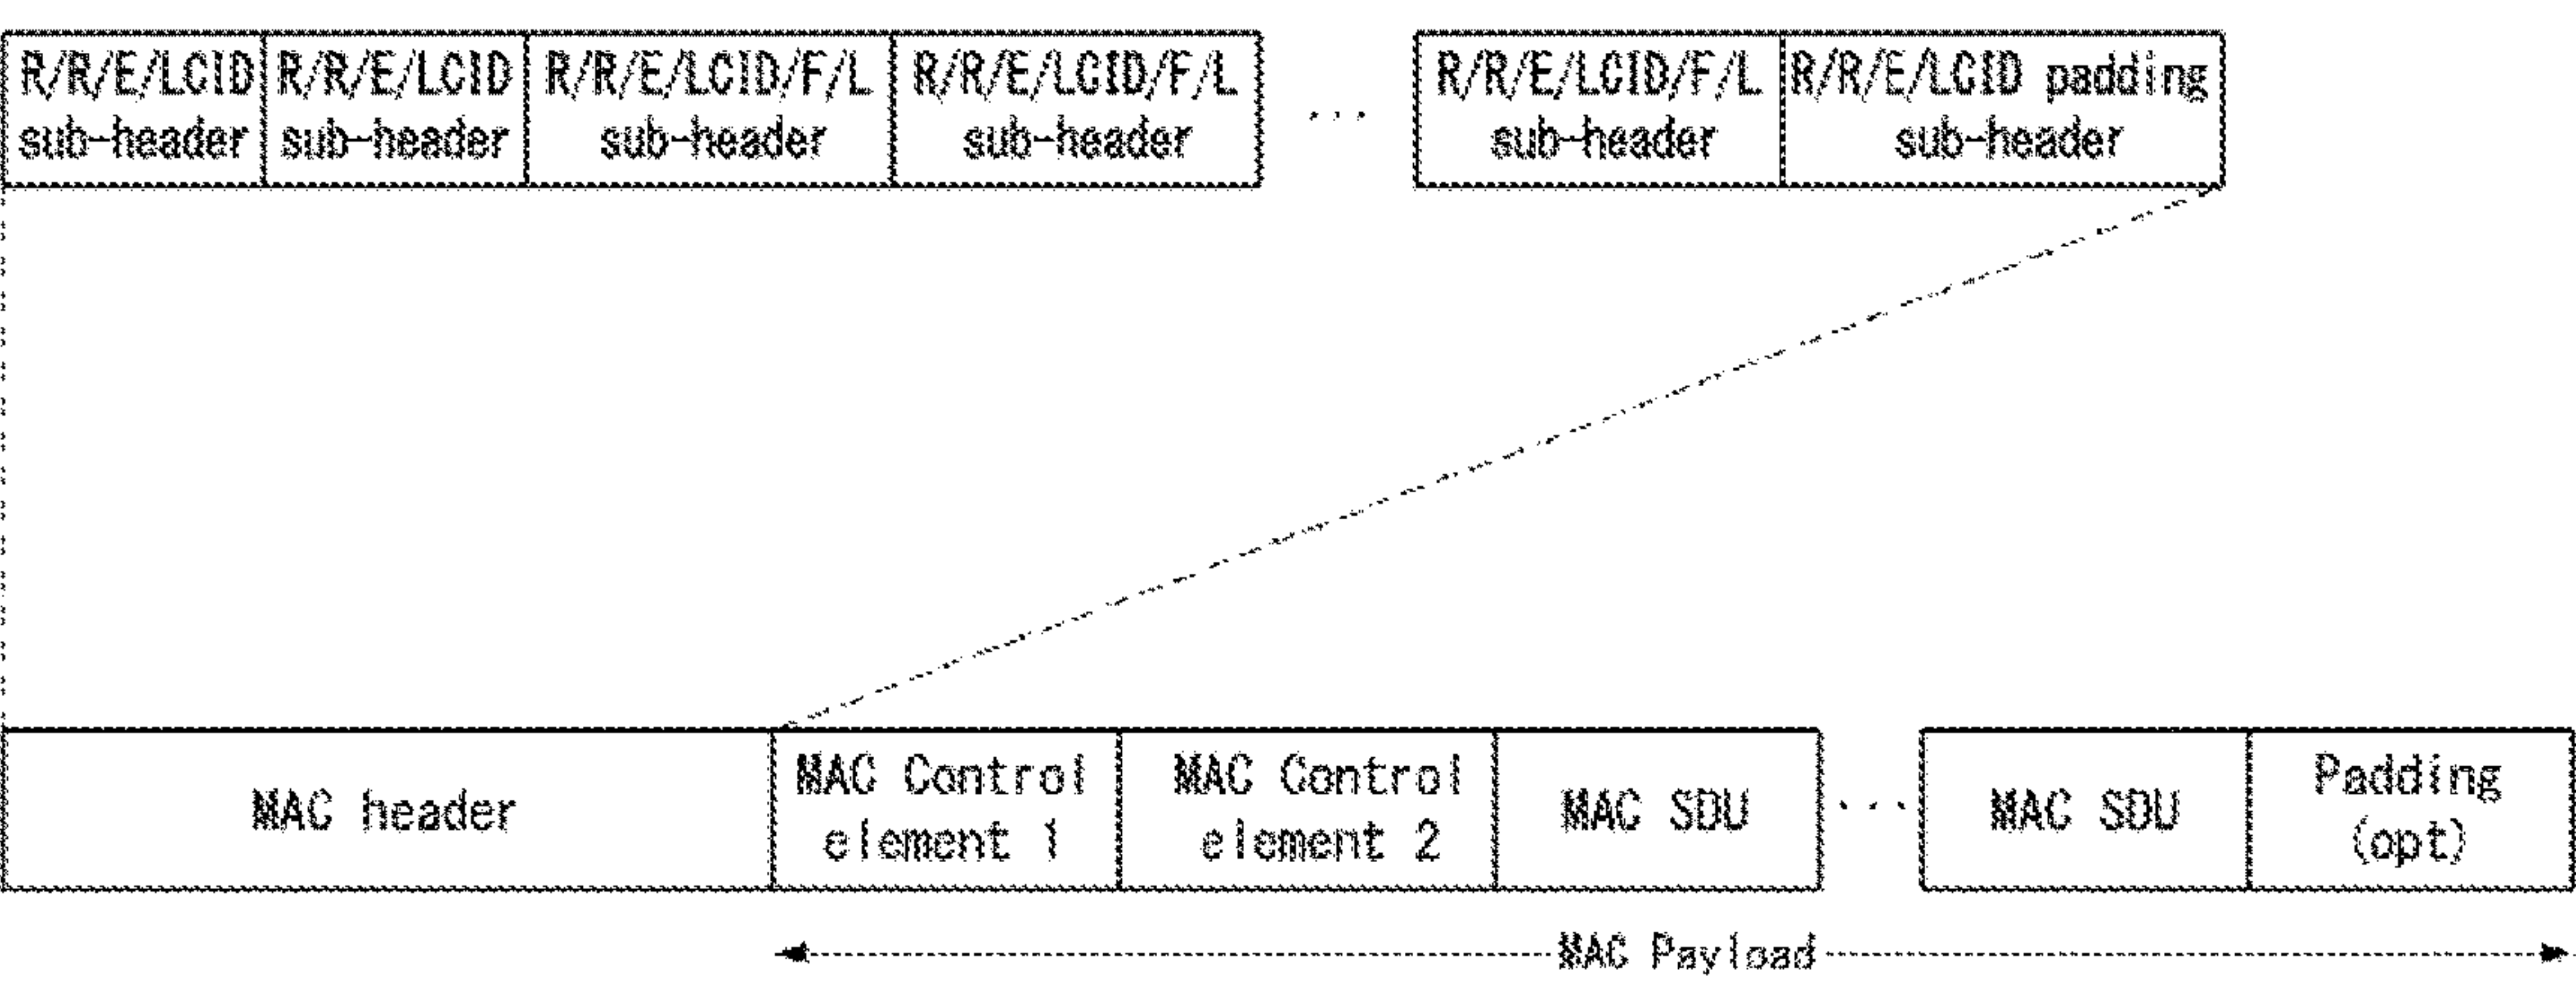 R/R/E/LCID
sub-header
R/R/E/LCID
sub-header
R/R/E/LCID/F/L
sub-header
R/R/E/LCID/F/L
sub-header
...
R/R/E/LCID/F/L
sub-header
R/R/E/LCID padding
sub-header
MAC header
MAC Control
element 1
MAC Control
element 2
MAC SDU
...
MAC SDU
Padding
(opt)
MAC Payload